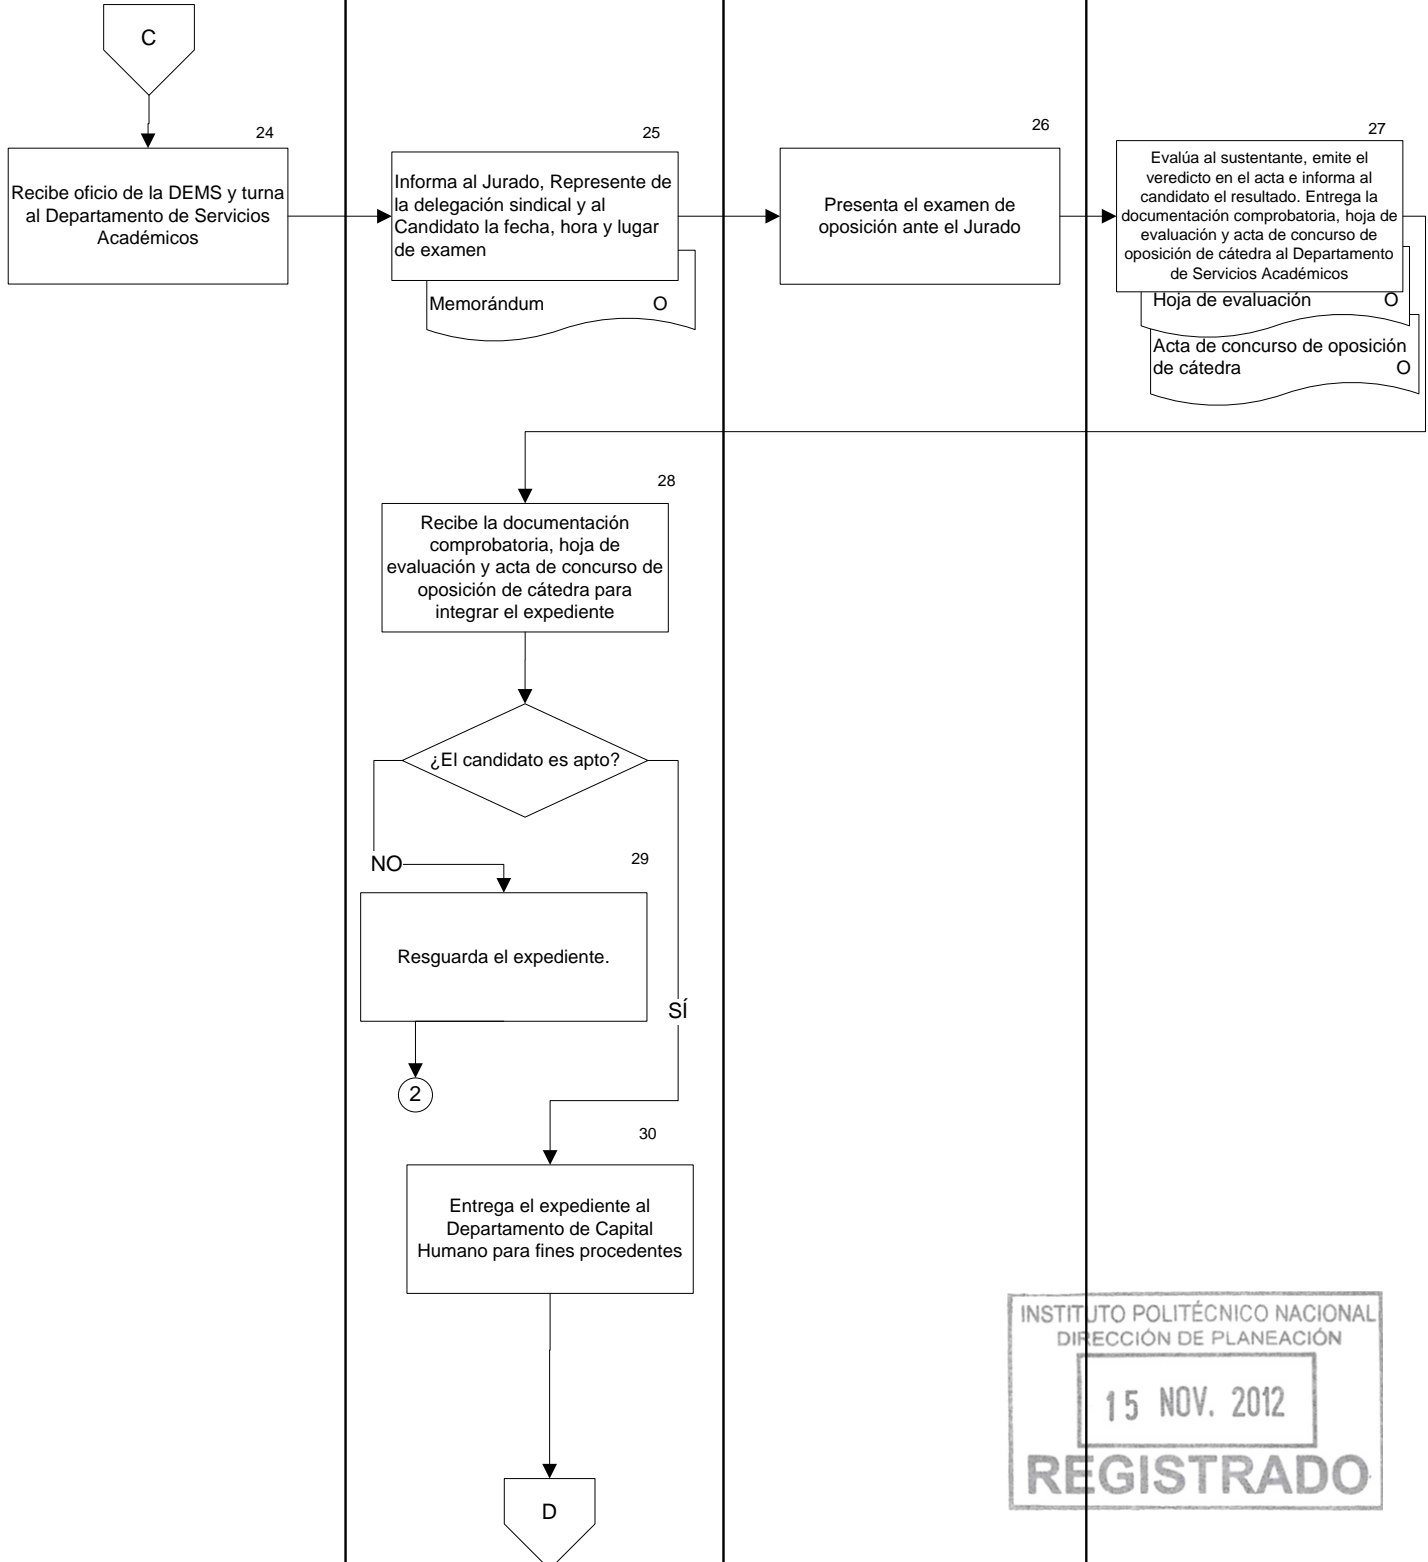 C
24
Recibe oficio de la DEMS y turna
al Departamento de Servicios
Académicos
25
Informa al Jurado, Represente de
la delegación sindical y al
Candidato la fecha, hora y lugar
de examen
Memorándum O
26
Presenta el examen de
oposición ante el Jurado
27
Evalúa al sustentante, emite el
veredicto en el acta e informa al
candidato el resultado. Entrega la
documentación comprobatoria, hoja de
evaluación y acta de concurso de
oposición de cátedra al Departamento
de Servicios Académicos
Hoja de evaluación O
Acta de concurso de oposición
de cátedra O
28
Recibe la documentación
comprobatoria, hoja de
evaluación y acta de concurso de
oposición de cátedra para
integrar el expediente
¿El candidato es apto?
NO
29
Resguarda el expediente.
SÍ
2
30
Entrega el expediente al
Departamento de Capital
Humano para fines procedentes
D
INSTITUTO POLITÉCNICO NACIONAL
DIRECCIÓN DE PLANEACIÓN
15 NOV. 2012
REGISTRADO